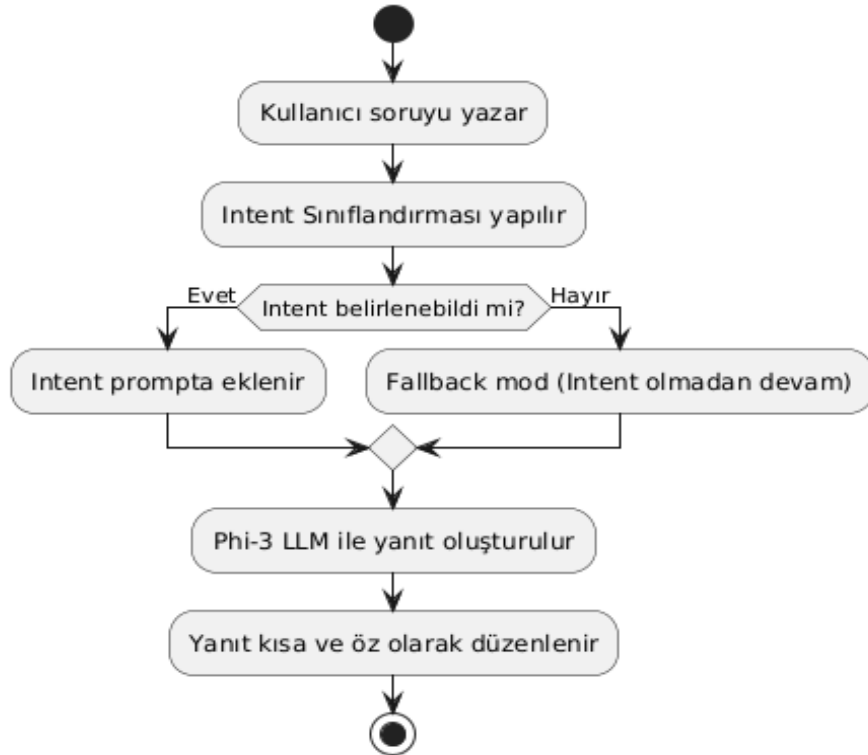 Kullanıcı soruyu yazar
Intent Sınıflandırması yapılır
Intent belirlenebildi mi?
Evet
Hayır
Intent prompta eklenir
Fallback mod (Intent olmadan devam)
Phi-3 LLM ile yanıt oluşturulur
Yanıt kısa ve öz olarak düzenlenir